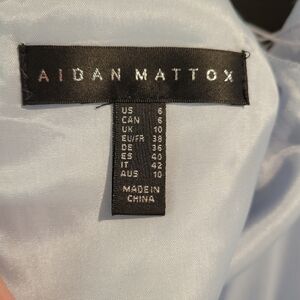 AIDAN MATTOX
US 6
CAN 6
UK 10
EU/FR 38
DE 36
ES 40
IT 42
AUS 10
MADE IN
CHINA